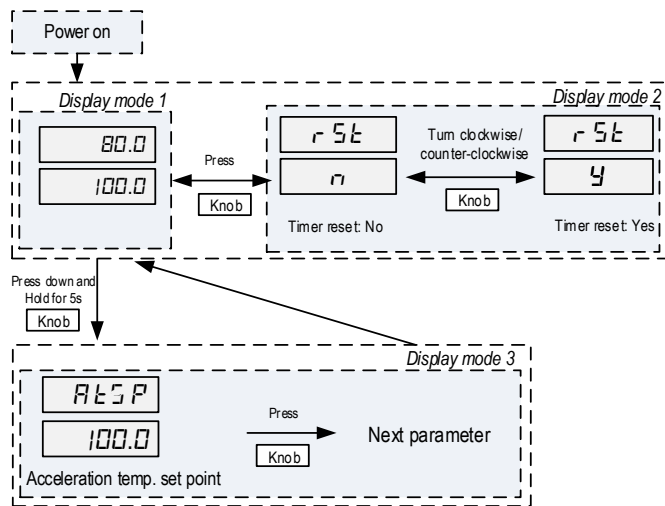 Power on
Display mode 1
80.0
100.0
Press
Knob
Display mode 2
rSt
n
Timer reset: No
Turn clockwise/
counter-clockwise
Knob
rSt
y
Timer reset: Yes
Press down and
Hold for 5s
Knob
Display mode 3
AtSP
100.0
Acceleration temp. set point
Press
Knob
Next parameter